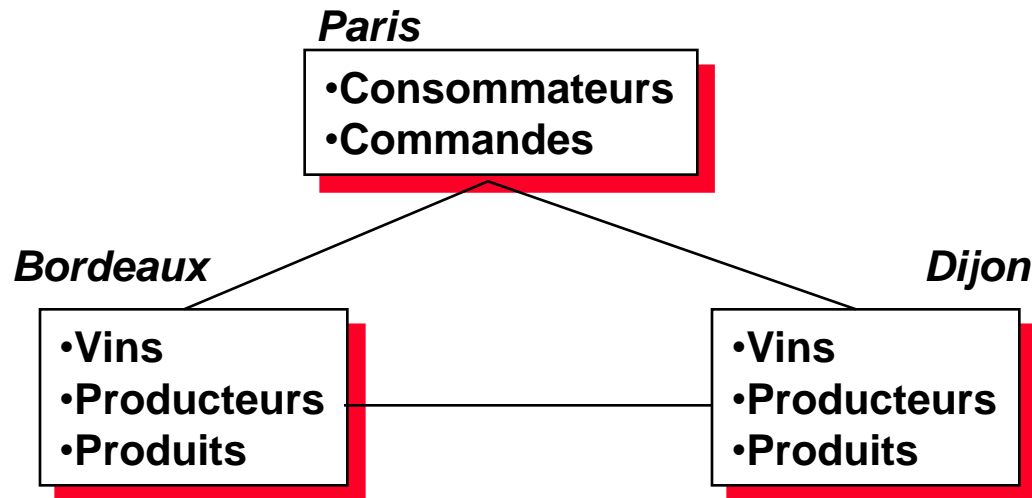 Paris
•Consommateurs
•Commandes
Bordeaux
Dijon
•Vins
•Producteurs
•Produits
•Vins
•Producteurs
•Produits